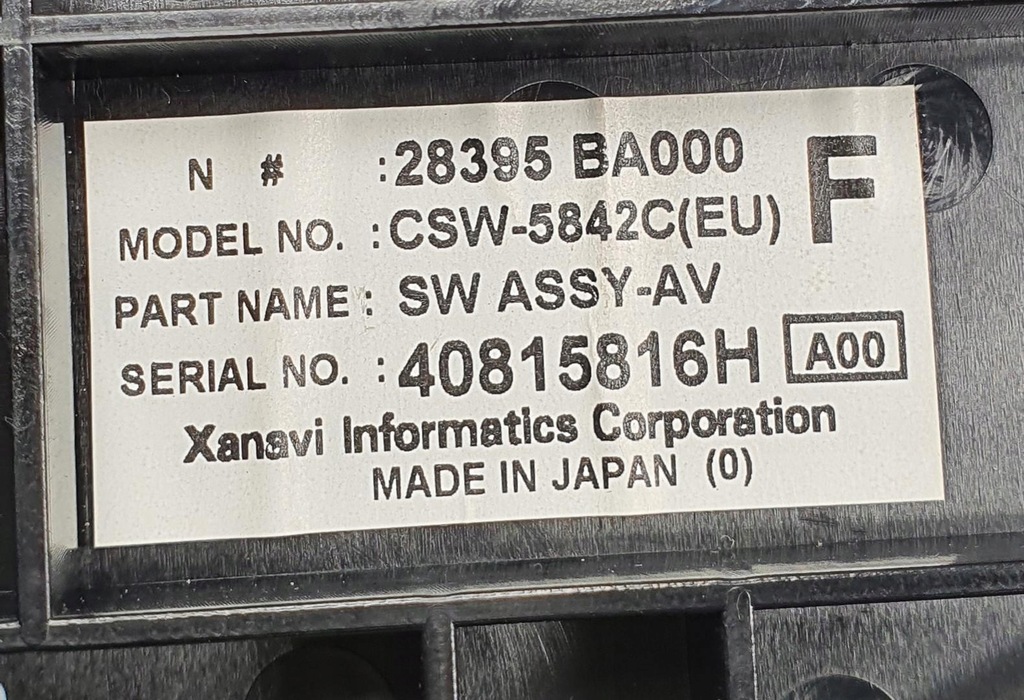 N # :28395 BA000 F
MODEL NO. :CSW-5842C(EU)
PART NAME: SW ASSY-AV
SERIAL NO. :40815816H A00
Xanavi Informatics Corporation
MADE IN JAPAN (0)